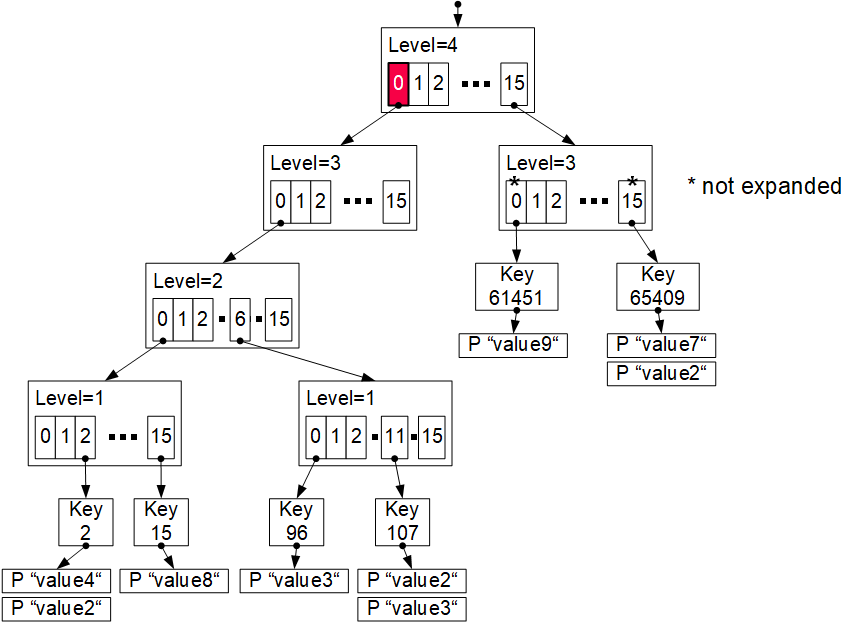 Level=4
0 1 2 ... 15
Level=3
0 1 2 ... 15
Level=3
* *
0 1 2 ... 15
* not expanded
Level=2
0 1 2 . 6 . 15
Key
61451
Key
65409
P “value9“
P “value7“
P “value2“
Level=1
0 1 2 ... 15
Level=1
0 1 2 . 11 . 15
Key
2
Key
15
Key
96
Key
107
P “value4“
P “value2“
P “value8“
P “value3“
P “value2“
P “value3“